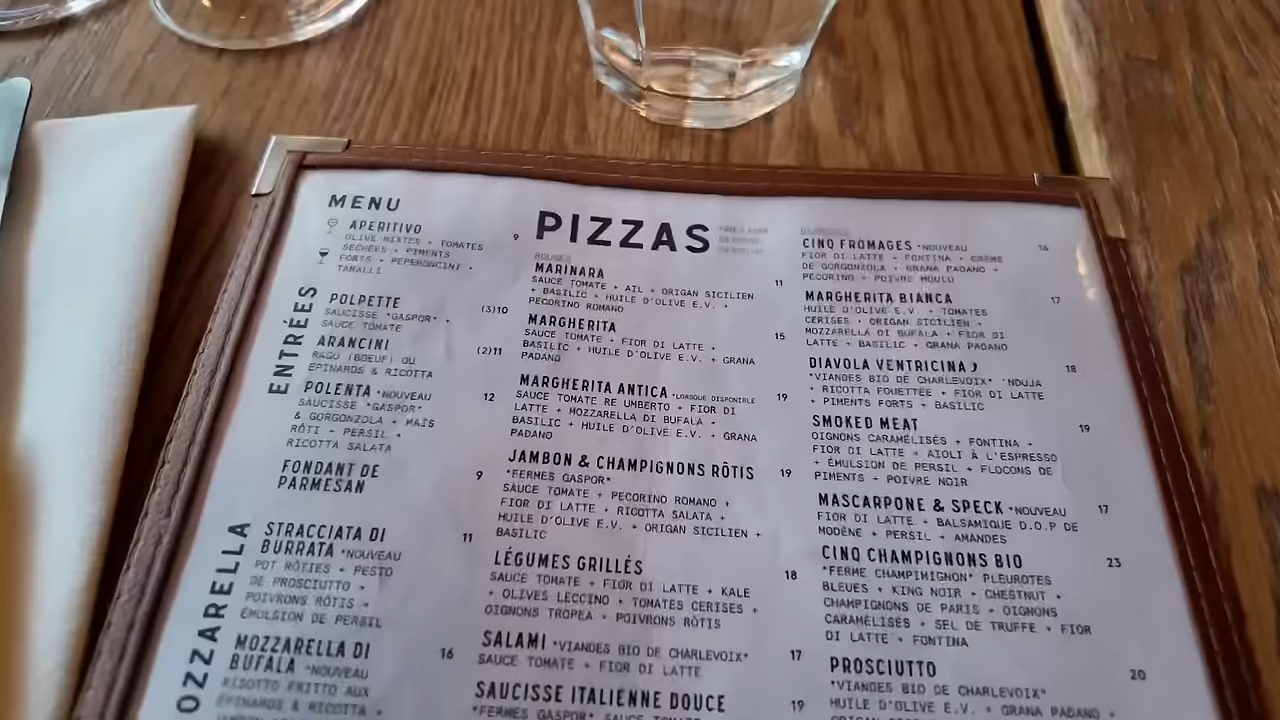 MENU
APERITIVO 9
OLIVE MIXTES + TOMATES
SÉCHÉES + PIMENTS
FORTS + PEPERONCINI +
TARALLI
ENTRÉES
POLPETTE (3)10
SAUCISSE *GASPOR* +
SAUCE TOMATE
ARANCINI (2)11
RAGÙ (BOEUF) OU
ÉPINARDS & RICOTTA
POLENTA *NOUVEAU 12
SAUCISSE *GASPOR*
& GORGONZOLA + MAÏS
RÔTI + PERSIL +
RICOTTA SALATA
FONDANT DE 9
PARMESAN
OZZARELLA
STRACCIATA DI 11
BURRATA *NOUVEAU
POT RÔTIES + PESTO
DE PROSCIUTTO +
POIVRONS RÔTIS +
ÉMULSION DE PERSIL
MOZZARELLA DI 16
BUFALA *NOUVEAU
RISOTTO FRITTO AUX
ÉPINARDS & RICOTTA +
PIZZAS
ROUGES
MARINARA 11
SAUCE TOMATE + AIL + ORIGAN SICILIEN
+ BASILIC + HUILE D'OLIVE E.V. +
PECORINO ROMANO
MARGHERITA 15
SAUCE TOMATE + FIOR DI LATTE +
BASILIC + HUILE D'OLIVE E.V. + GRANA
PADANO
MARGHERITA ANTICA *LORSQUE DISPONIBLE 19
SAUCE TOMATE RE UMBERTO + FIOR DI
LATTE + MOZZARELLA DI BUFALA +
BASILIC + HUILE D'OLIVE E.V. + GRANA
PADANO
JAMBON & CHAMPIGNONS RÔTIS 19
*FERMES GASPOR*
SAUCE TOMATE + PECORINO ROMANO +
FIOR DI LATTE + RICOTTA SALATA +
HUILE D'OLIVE E.V. + ORIGAN SICILIEN +
BASILIC
LÉGUMES GRILLÉS 18
SAUCE TOMATE + FIOR DI LATTE + KALE
+ OLIVES LECCINO + TOMATES CERISES +
OIGNONS TROPEA + POIVRONS RÔTIS
SALAMI *VIANDES BIO DE CHARLEVOIX* 17
SAUCE TOMATE + FIOR DI LATTE
SAUCISSE ITALIENNE DOUCE 19
*FERMES GASPOR* SAUCE TOMATE
CINQ FROMAGES *NOUVEAU 16
FIOR DI LATTE + FONTINA + CRÈME
DE GORGONZOLA + GRANA PADANO +
PECORINO + POIVRE MOULU
MARGHERITA BIANCA 17
HUILE D'OLIVE E.V. + TOMATES
CERISES + ORIGAN SICILIEN +
MOZZARELLA DI BUFALA + FIOR DI
LATTE + BASILIC + GRANA PADANO
DIAVOLA VENTRICINA 18
*VIANDES BIO DE CHARLEVOIX* 'NDUJA
+ RICOTTA FOUETTÉE + FIOR DI LATTE
+ PIMENTS FORTS + BASILIC
SMOKED MEAT 19
OIGNONS CARAMÉLISÉS + FONTINA +
FIOR DI LATTE + AIOLI À L'ESPRESSO
+ ÉMULSION DE PERSIL + FLOCONS DE
PIMENTS + POIVRE NOIR
MASCARPONE & SPECK *NOUVEAU 17
FIOR DI LATTE + BALSAMIQUE D.O.P DE
MODÈNE + PERSIL + AMANDES
CINQ CHAMPIGNONS BIO 23
*FERME CHAMPIMIGNON* PLEUROTES
BLEUES + KING NOIR + CHESTNUT +
CHAMPIGNONS DE PARIS + OIGNONS
CARAMÉLISÉS + SEL DE TRUFFE + FIOR
DI LATTE + FONTINA
PROSCIUTTO 20
*VIANDES BIO DE CHARLEVOIX*
HUILE D'OLIVE E.V. + GRANA PADANO +